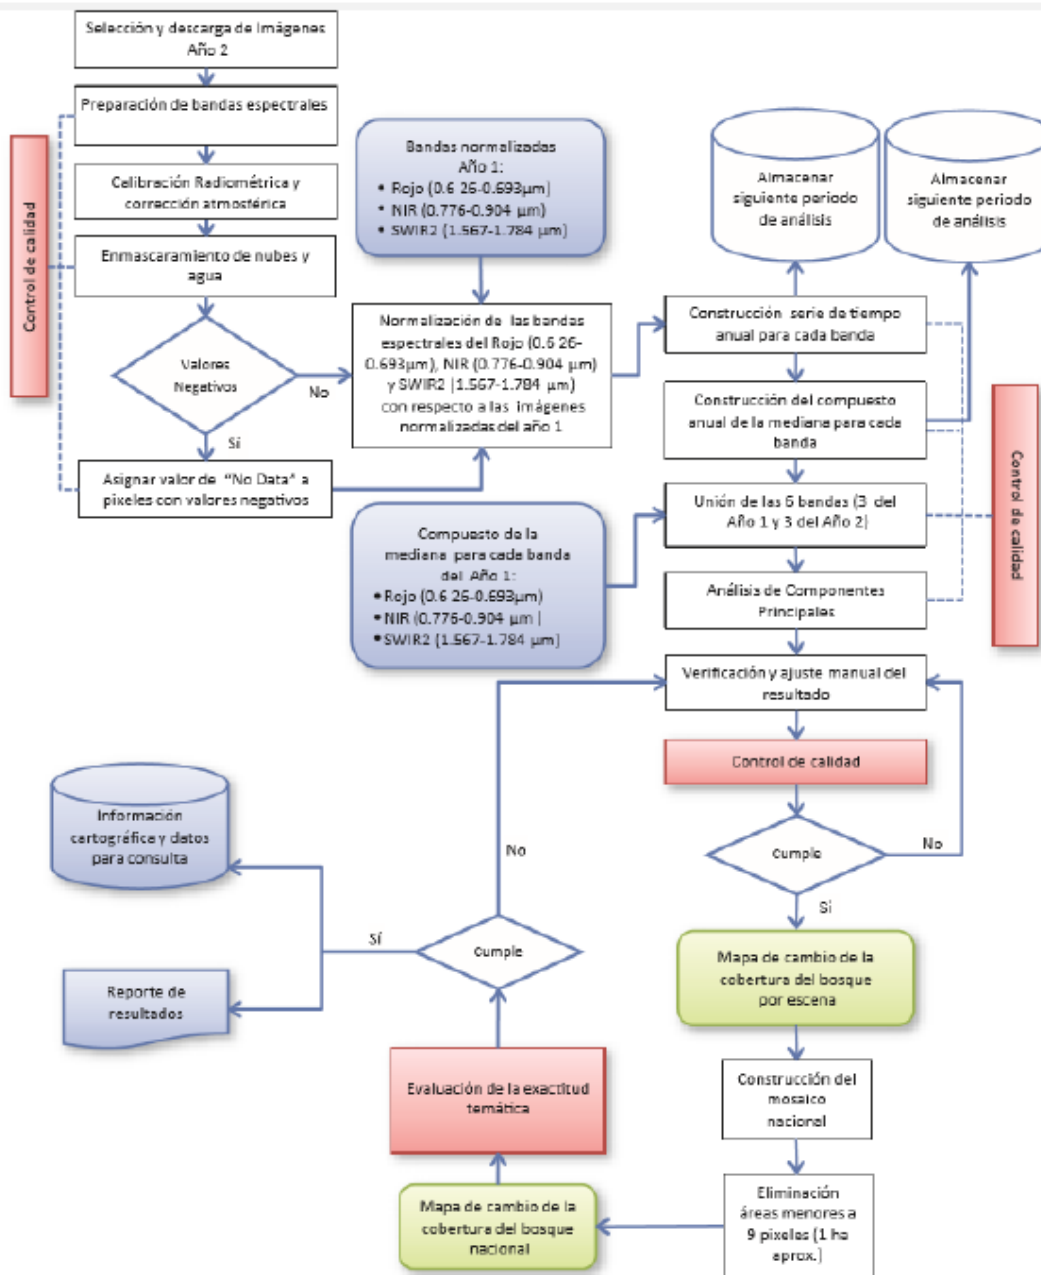 Selección y descarga de Imágenes
Año 2
Preparación de bandas espectrales
Calibración Radiométrica y
corrección atmosférica
Enmascaramiento de nubes y
agua
Control de calidad
Valores
Negativos
No
Sí
Asignar valor de "No Data" a
pixeles con valores negativos
Bandas normalizadas
Año 1:
• Rojo (0.6 26-0.693µm)
• NIR (0.776-0.904 µm)
• SWIR2 (1.567-1.784 µm)
Normalización de las bandas
espectrales del Rojo (0.6 26-
0.693µm), NIR (0.776-0.904 µm)
y SWIR2 (1.567-1.784 µm)
con respecto a las imágenes
normalizadas del año 1
Compuesto de la
mediana para cada banda
del Año 1:
• Rojo (0.6 26-0.693µm)
• NIR (0.776-0.904 µm)
• SWIR2 (1.567-1.784 µm)
Almacenar
siguiente periodo
de análisis
Almacenar
siguiente periodo
de análisis
Construcción serie de tiempo
anual para cada banda
Construcción del compuesto
anual de la mediana para cada
banda
Unión de las 6 bandas (3 del
Año 1 y 3 del Año 2)
Análisis de Componentes
Principales
Control de calidad
Verificación y ajuste manual del
resultado
Control de calidad
Cumple
No
Sí
Mapa de cambio de la
cobertura del bosque
por escena
Construcción del
mosaico
nacional
Eliminación
áreas menores a
9 pixeles (1 ha
aprox.)
Mapa de cambio de la
cobertura del bosque
nacional
Evaluación de la exactitud
temática
Cumple
No
Sí
Información
cartográfica y datos
para consulta
Reporte de
resultados